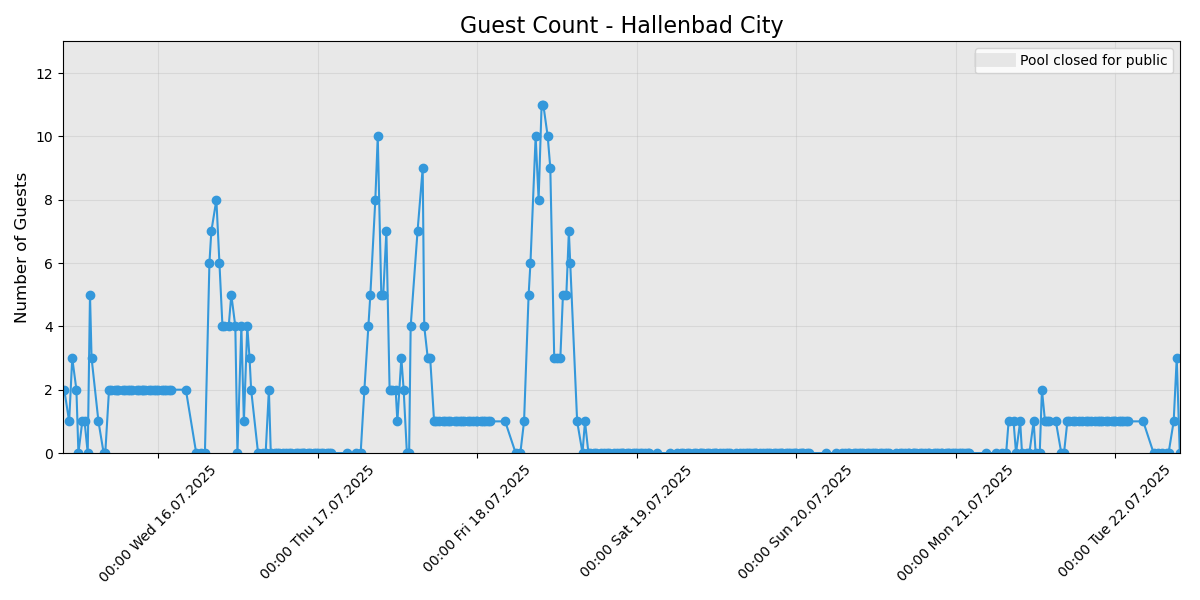 Guest Count - Hallenbad City
Pool closed for public
Number of Guests
12
10
8
6
4
2
0
00:00 Wed 16.07.2025
00:00 Thu 17.07.2025
00:00 Fri 18.07.2025
00:00 Sat 19.07.2025
00:00 Sun 20.07.2025
00:00 Mon 21.07.2025
00:00 Tue 22.07.2025